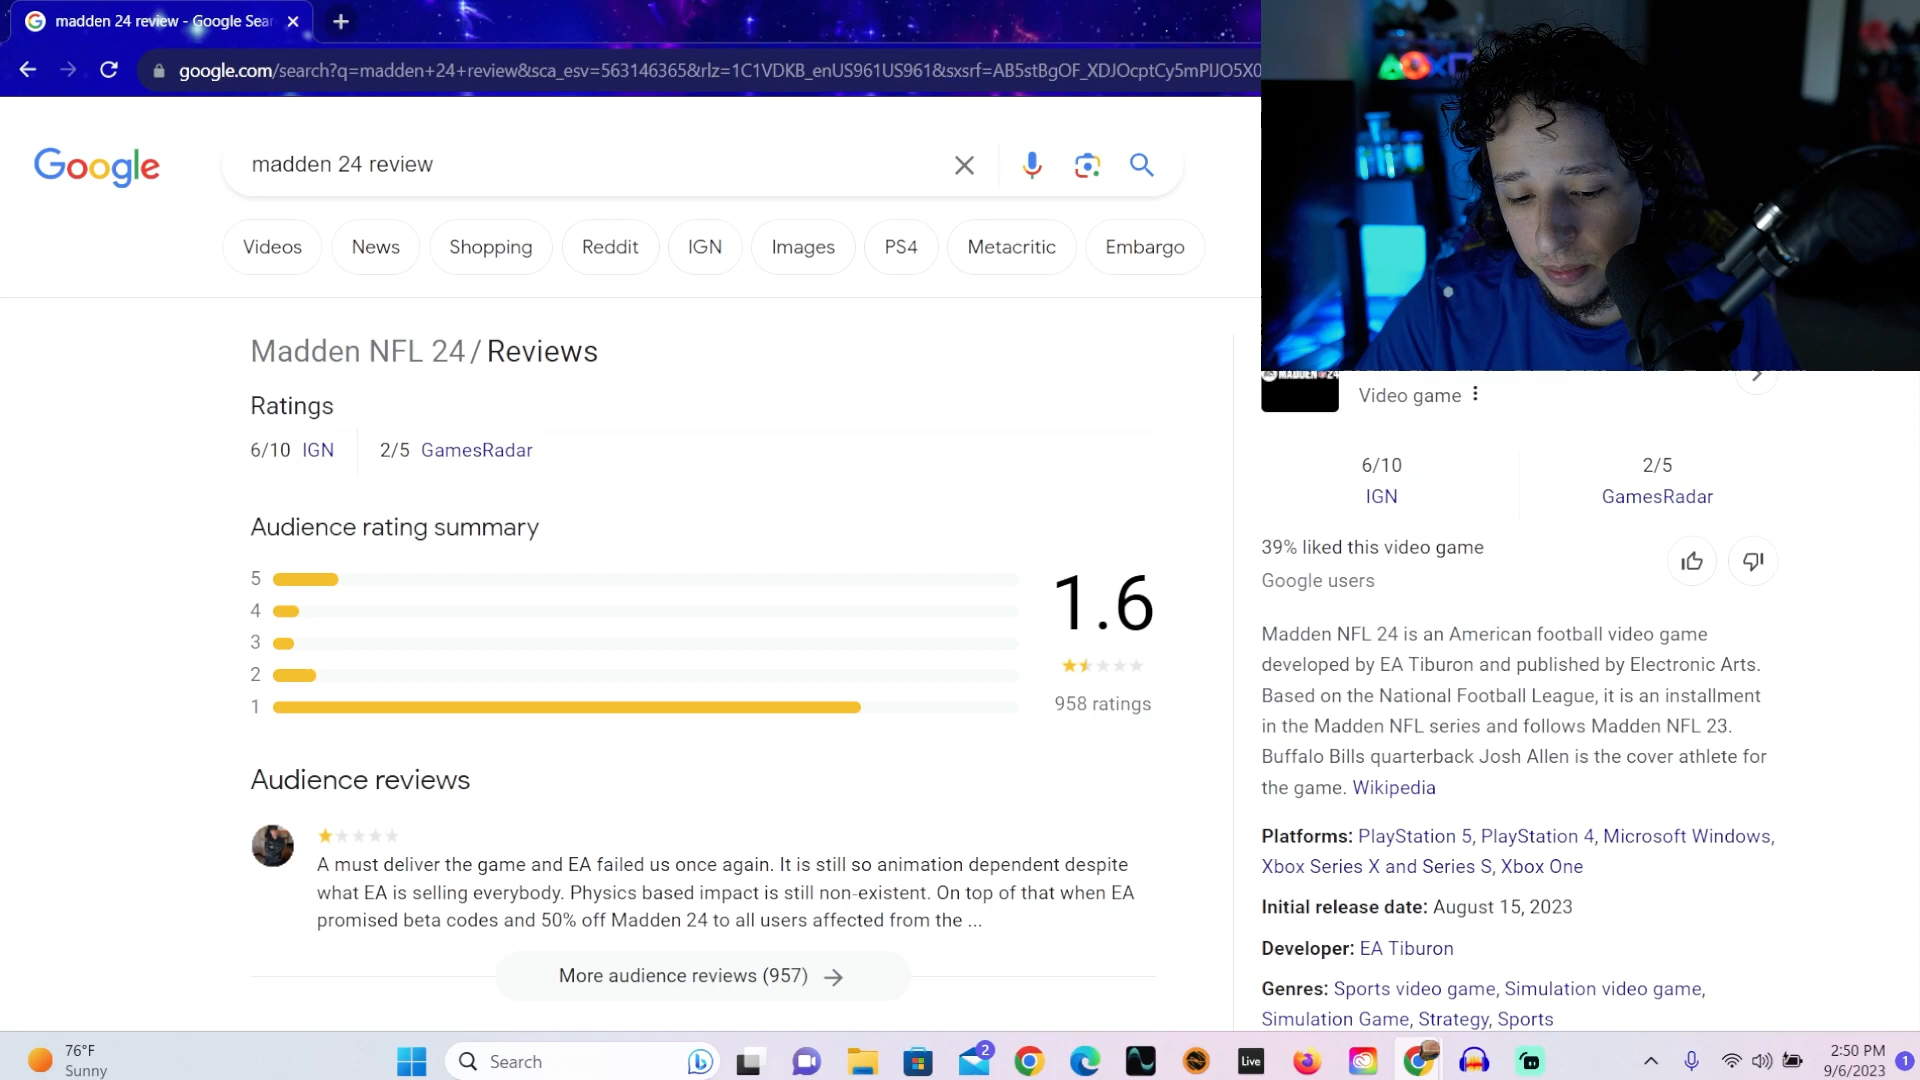 madden 24 review - Google Sear
google.com/search?q=madden+24+review&sca_esv=563146365&rlz=1C1VDKB_enUS961US961&sxsrf=AB5stBgOF_XDJOcptCy5mPIJO5X0
Google
madden 24 review
Videos
News
Shopping
Reddit
IGN
Images
PS4
Metacritic
Embargo
Madden NFL 24 / Reviews
Ratings
6/10 IGN
2/5 GamesRadar
Audience rating summary
5
4
3
2
1
1.6
958 ratings
Audience reviews
A must deliver the game and EA failed us once again. It is still so animation dependent despite
what EA is selling everybody. Physics based impact is still non-existent. On top of that when EA
promised beta codes and 50% off Madden 24 to all users affected from the ...
More audience reviews (957)
MADDEN 24
Video game
6/10
IGN
2/5
GamesRadar
39% liked this video game
Google users
Madden NFL 24 is an American football video game
developed by EA Tiburon and published by Electronic Arts.
Based on the National Football League, it is an installment
in the Madden NFL series and follows Madden NFL 23.
Buffalo Bills quarterback Josh Allen is the cover athlete for
the game. Wikipedia
Platforms: PlayStation 5, PlayStation 4, Microsoft Windows,
Xbox Series X and Series S, Xbox One
Initial release date: August 15, 2023
Developer: EA Tiburon
Genres: Sports video game, Simulation video game,
Simulation Game, Strategy, Sports
76°F
Sunny
Search
2
Live
2:50 PM
9/6/2023
1